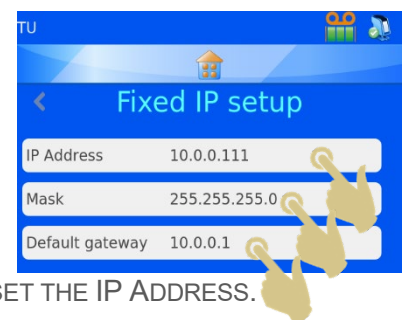 TU
Fixed IP setup
IP Address 10.0.0.111
Mask 255.255.255.0
Default gateway 10.0.0.1
SET THE IP ADDRESS.